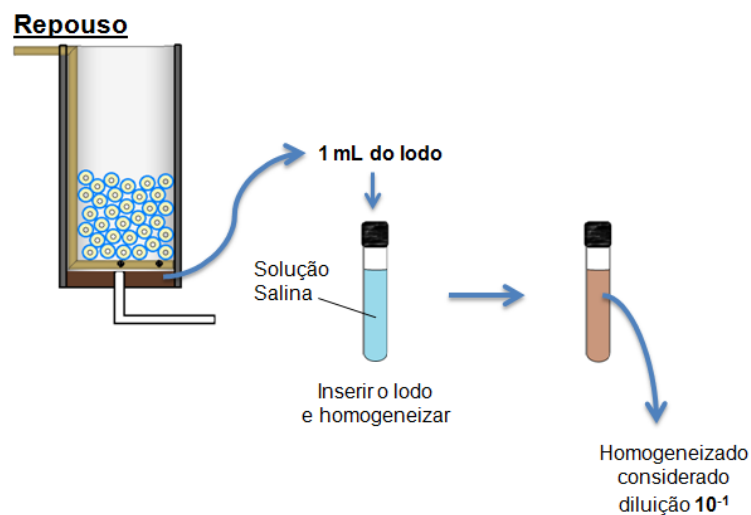 Repouso
1 mL do lodo
Solução
Salina
Inserir o lodo
e homogeneizar
Homogeneizado
considerado
diluição 10⁻¹